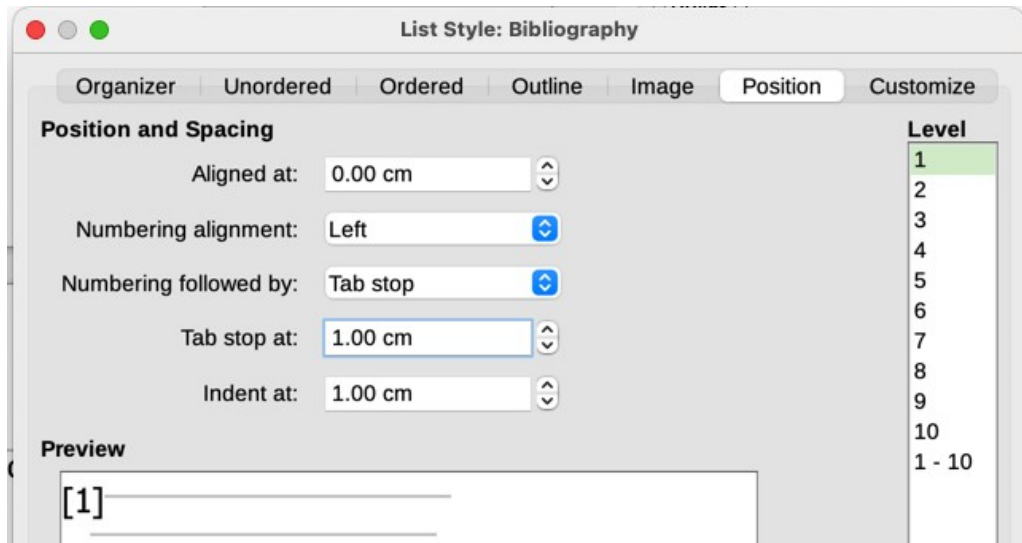 List Style: Bibliography
Organizer Unordered Ordered Outline Image Position Customize
Position and Spacing
Aligned at: 0.00 cm
Numbering alignment: Left
Numbering followed by: Tab stop
Tab stop at: 1.00 cm
Indent at: 1.00 cm
Preview
[1]
Level
1
2
3
4
5
6
7
8
9
10
1 - 10